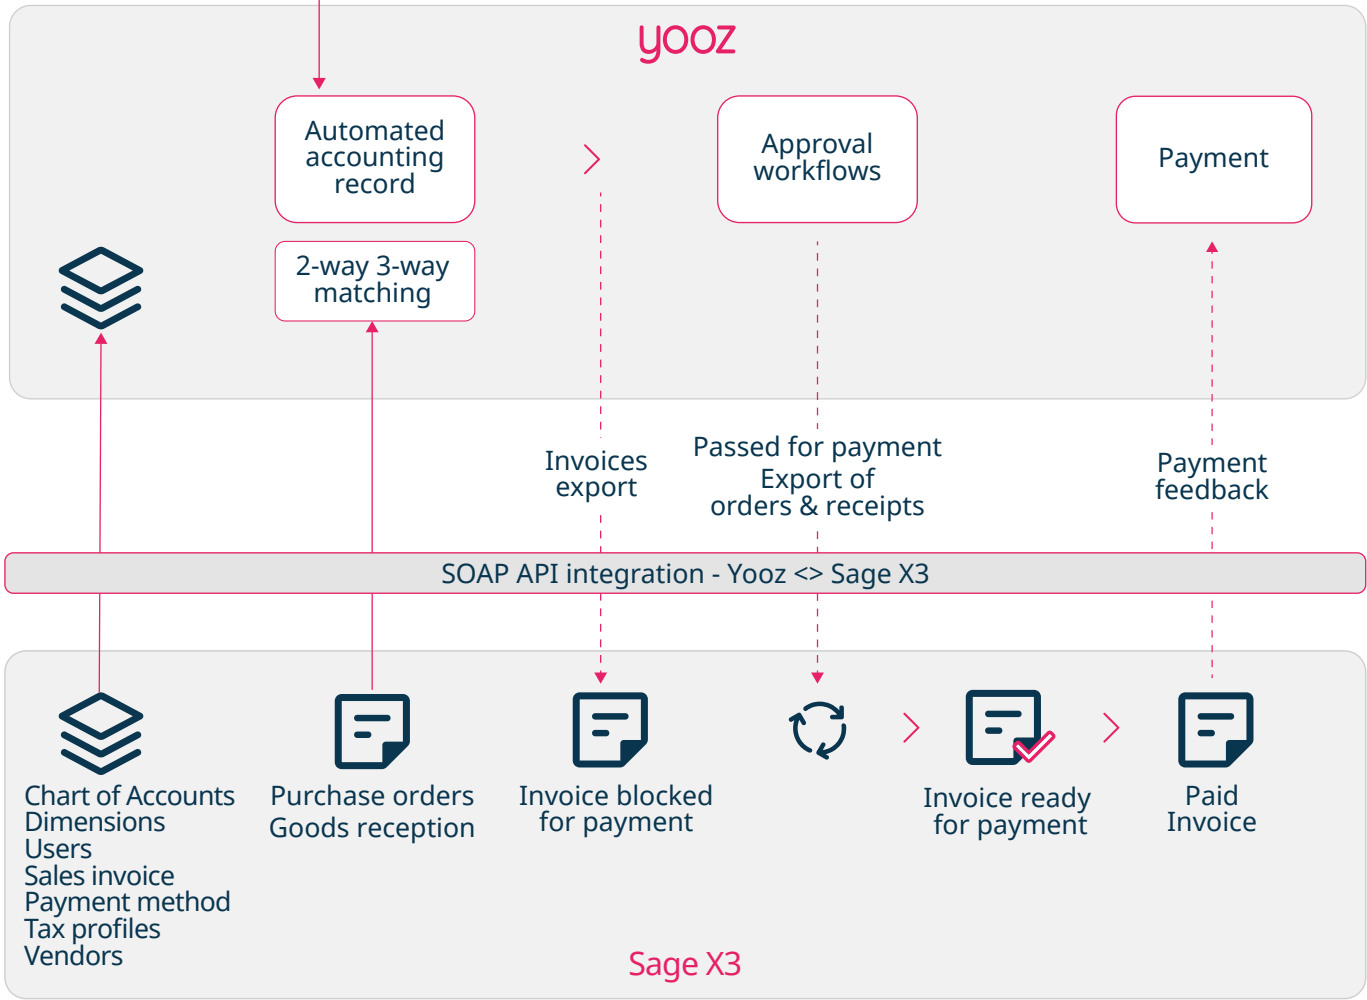 yooz
Automated
accounting
record
Approval
workflows
Payment
2-way 3-way
matching
Invoices
export
Passed for payment
Export of
orders & receipts
Payment
feedback
SOAP API integration - Yooz <> Sage X3
Chart of Accounts
Dimensions
Users
Sales invoice
Payment method
Tax profiles
Vendors
Purchase orders
Goods reception
Invoice blocked
for payment
Invoice ready
for payment
Paid
Invoice
Sage X3